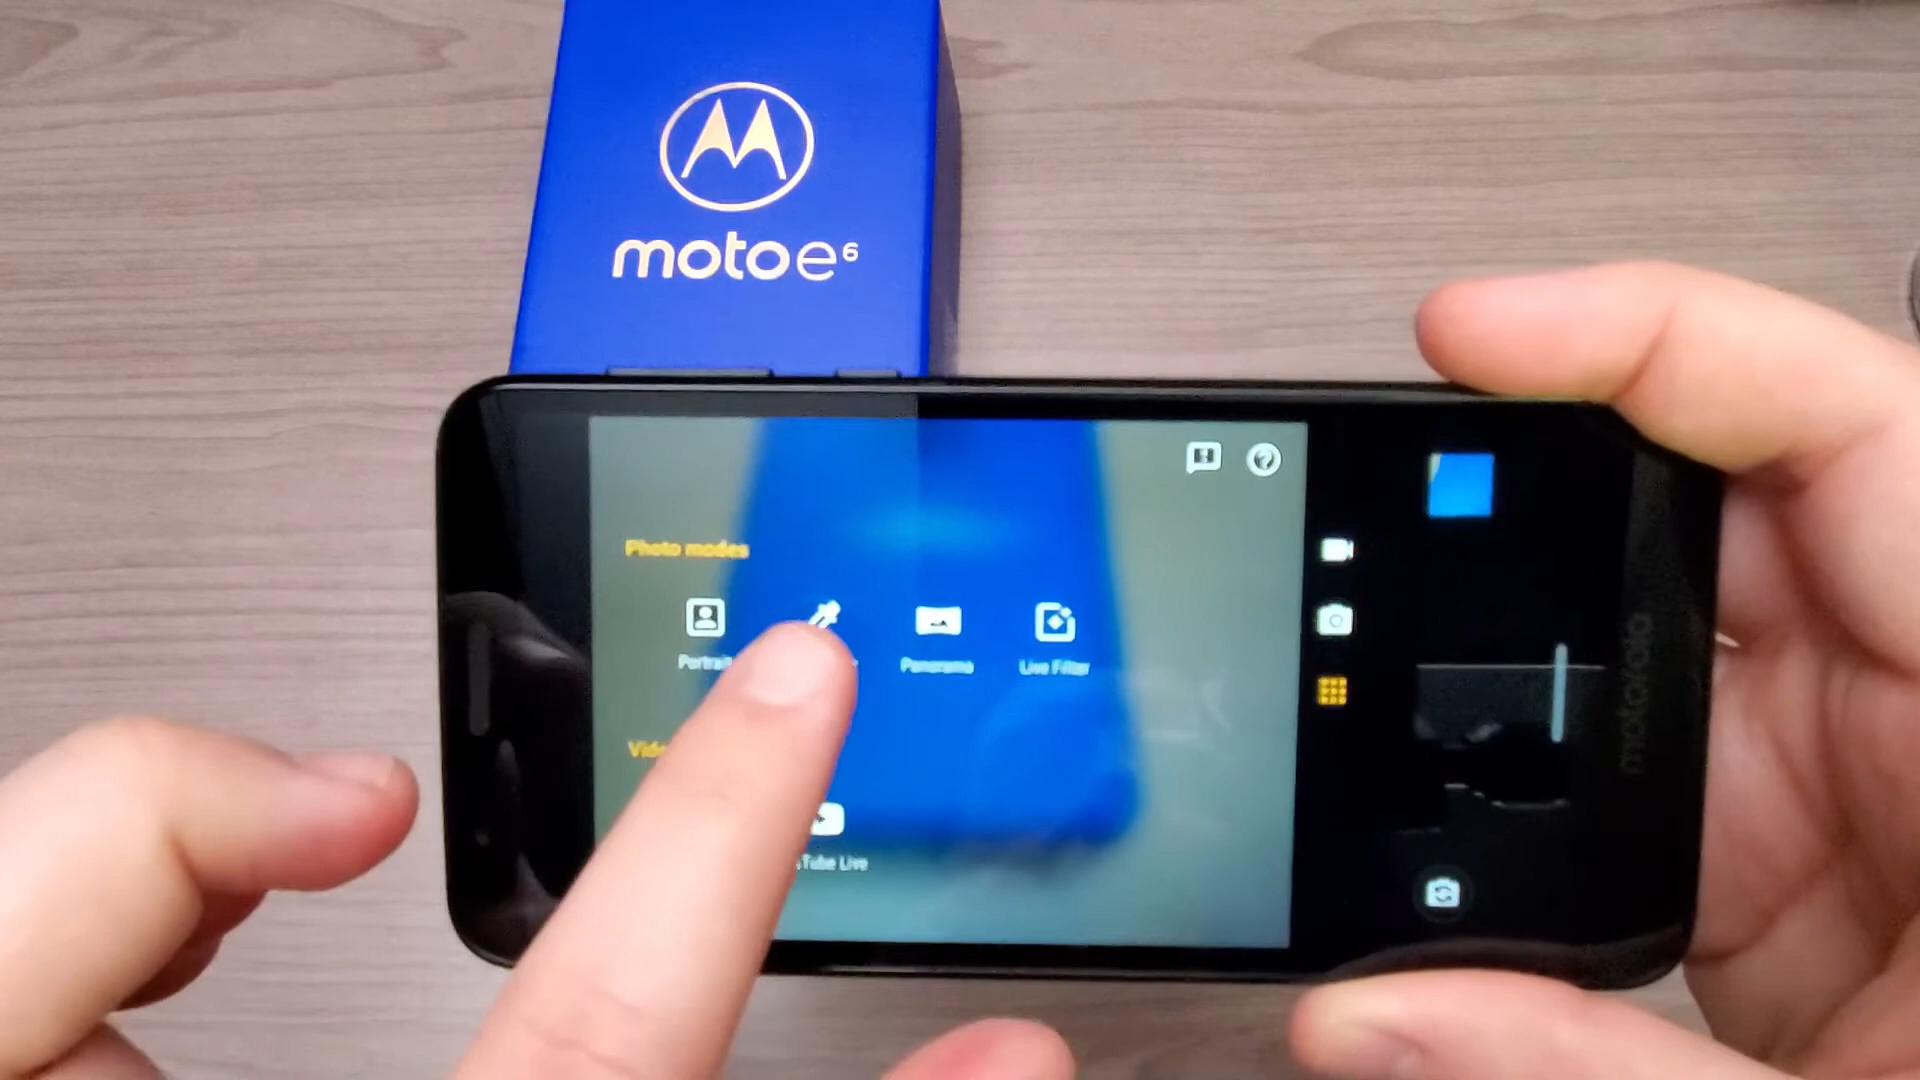 moto e6
Photo modes
Portrait
Panorama
Live Filter
Tube Live
motorola